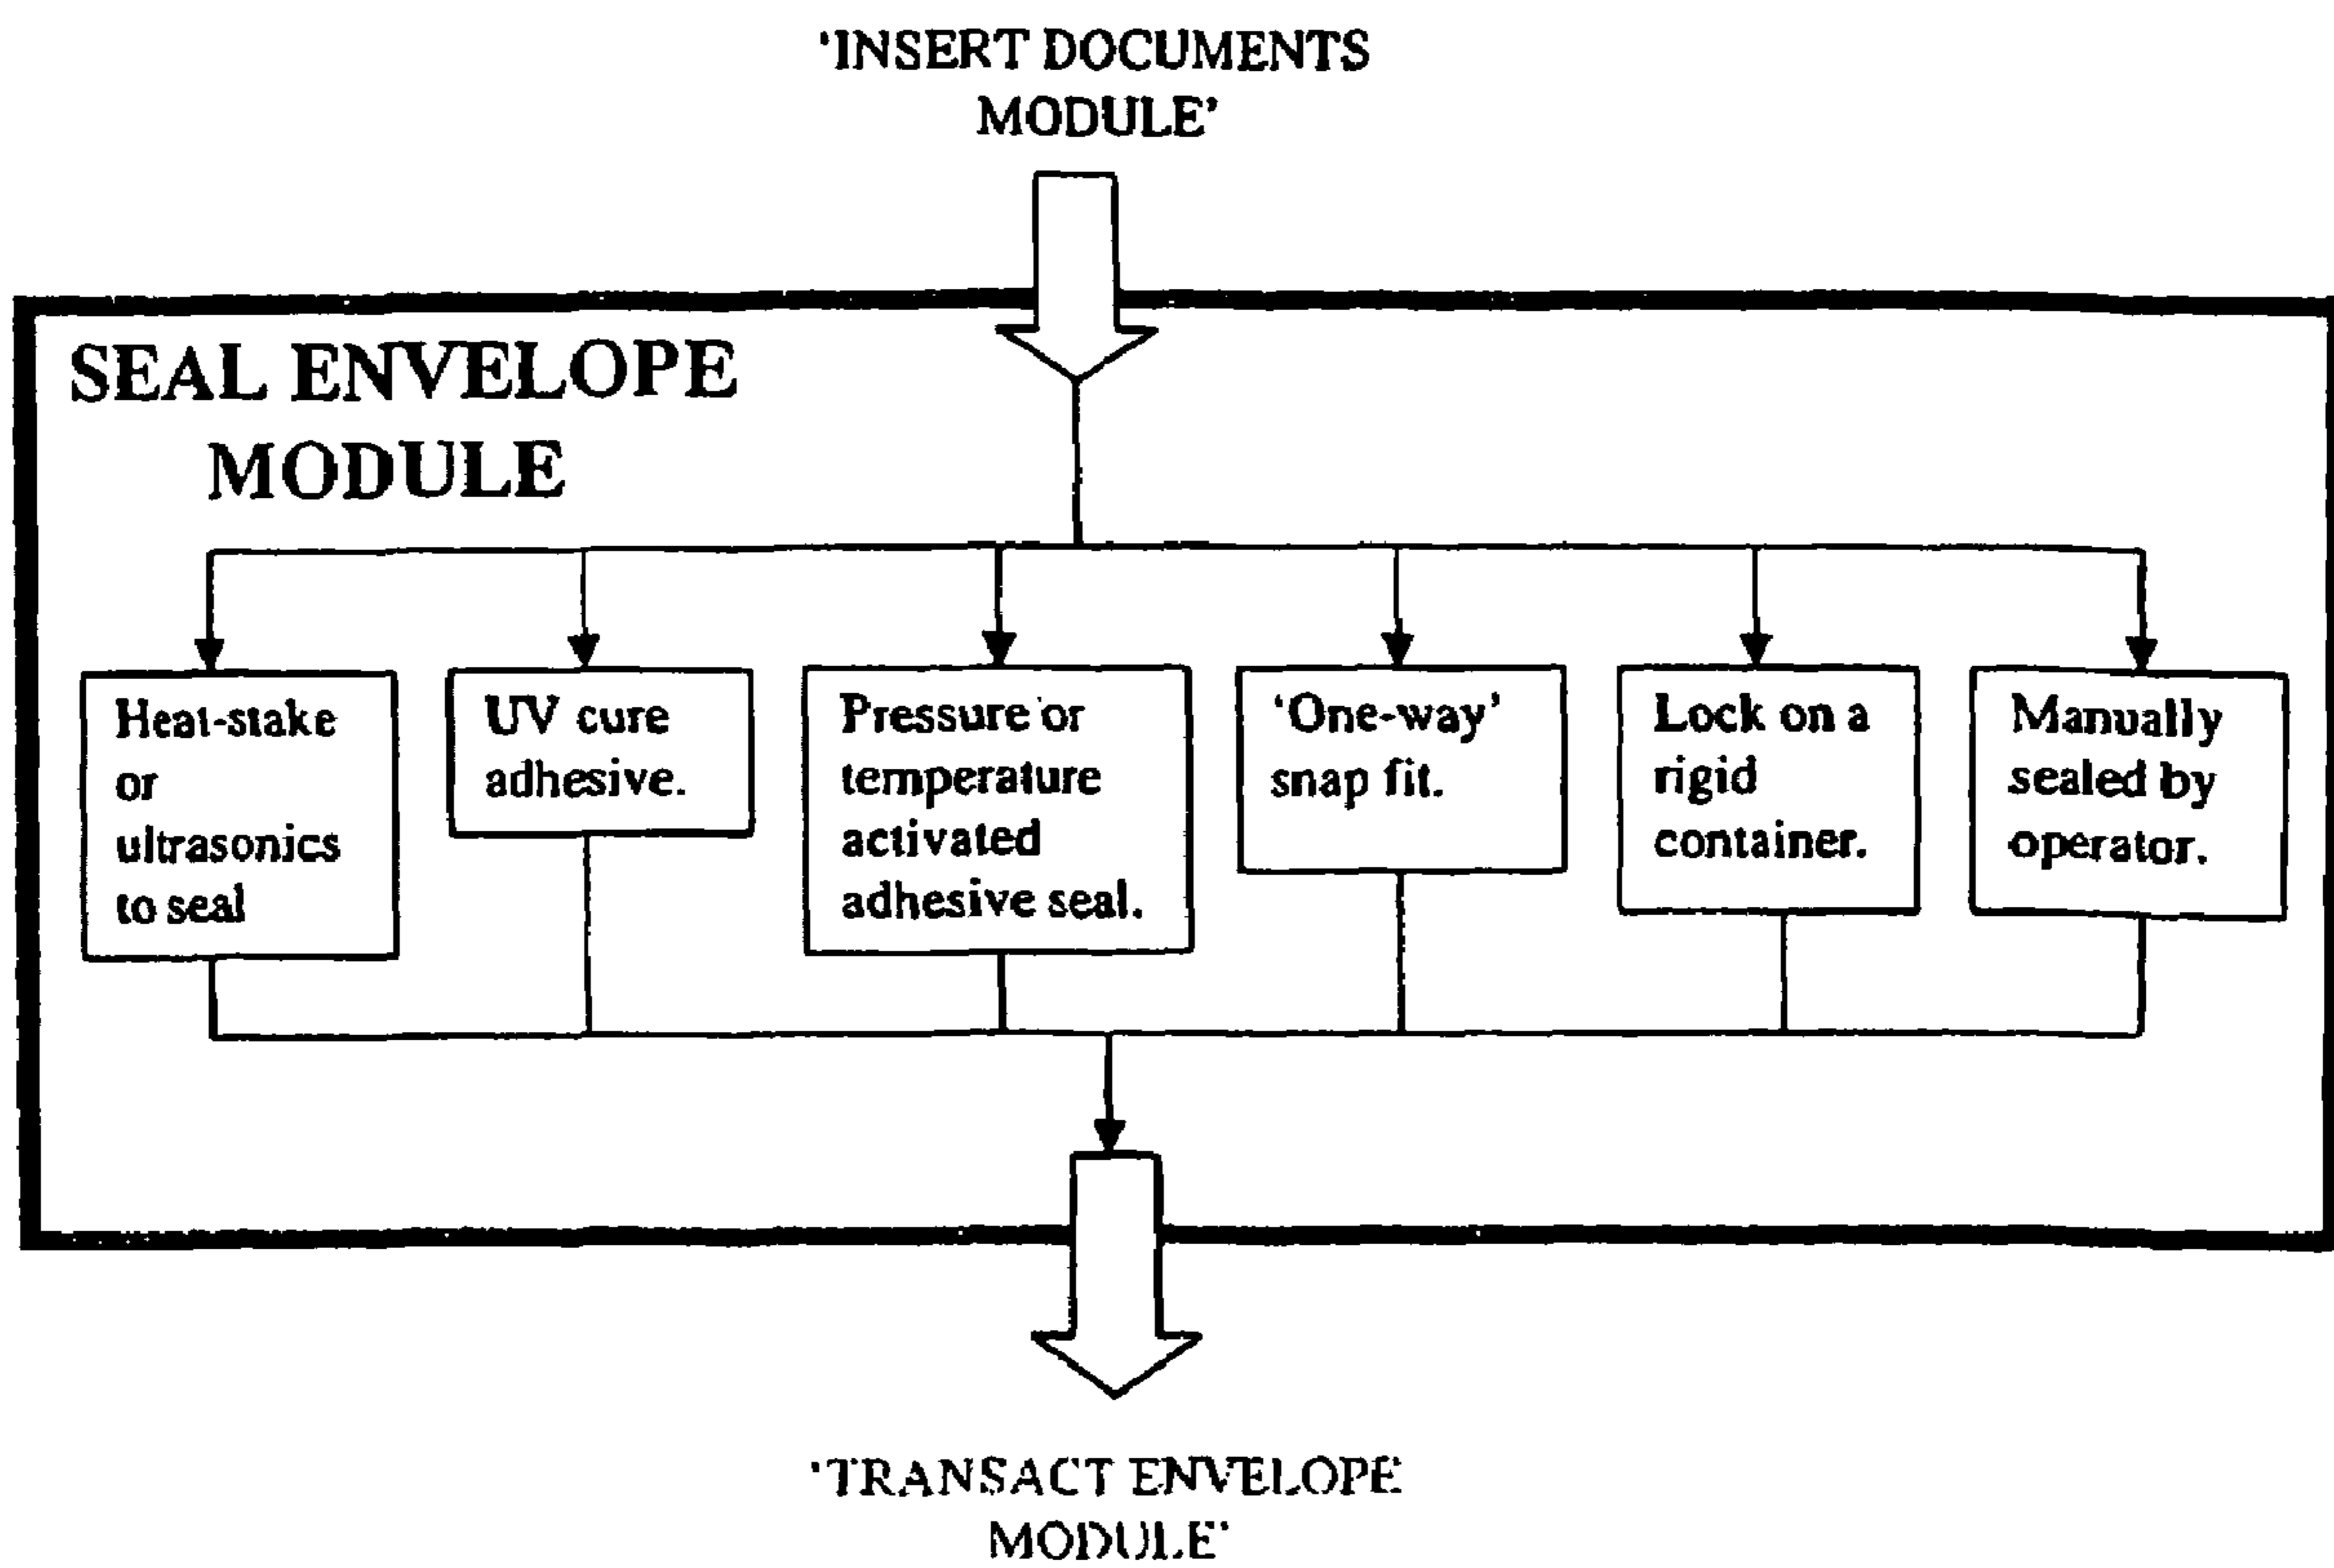 ‘INSERT DOCUMENTS
MODULE’
SEAL ENVELOPE
MODULE
Heat-stake
or
ultrasonics
to seal
UV cure
adhesive.
Pressure or
temperature
activated
adhesive seal.
‘One-way’
snap fit.
Lock on a
rigid
container.
Manually
sealed by
operator.
‘TRANSACT ENVELOPE
MODULE’